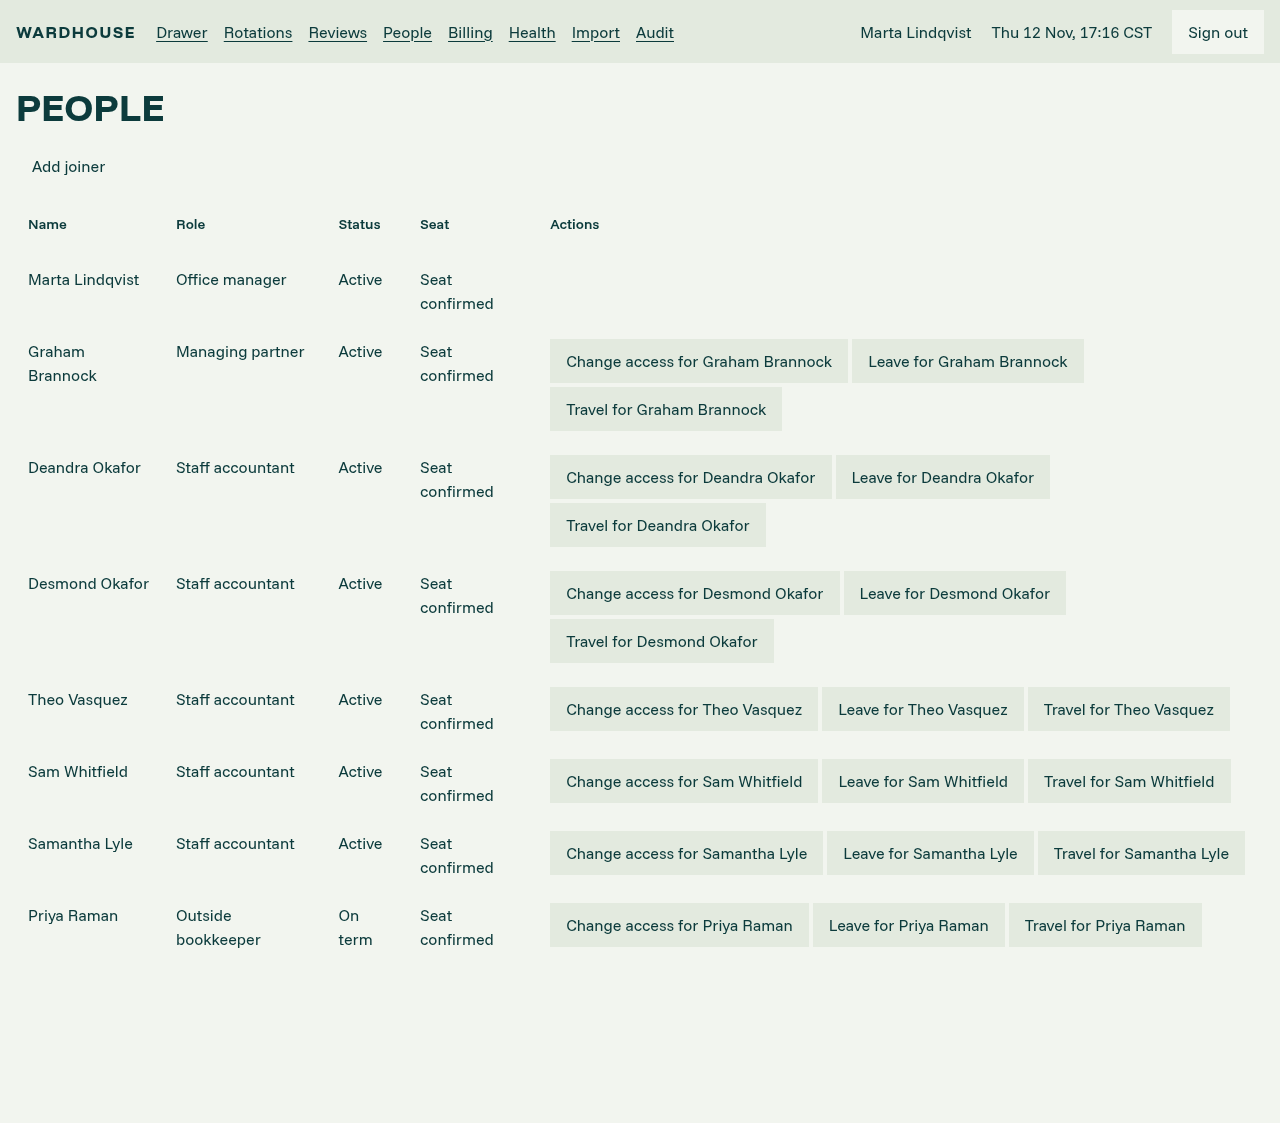 WARDHOUSE Drawer Rotations Reviews People Billing Health Import Audit Marta Lindqvist Thu 12 Nov, 17:16 CST Sign out
PEOPLE
Add joiner
Name Role Status Seat Actions
Marta Lindqvist Office manager Active Seat
confirmed
Graham Managing partner Active Seat Change access for Graham Brannock Leave for Graham Brannock
Brannock confirmed
Travel for Graham Brannock
Deandra Okafor Staff accountant Active Seat Change access for Deandra Okafor Leave for Deandra Okafor
confirmed
Travel for Deandra Okafor
Desmond Okafor Staff accountant Active Seat Change access for Desmond Okafor Leave for Desmond Okafor
confirmed
Travel for Desmond Okafor
Theo Vasquez Staff accountant Active Seat Change access for Theo Vasquez Leave for Theo Vasquez Travel for Theo Vasquez
confirmed
Sam Whitfield Staff accountant Active Seat Change access for Sam Whitfield Leave for Sam Whitfield Travel for Sam Whitfield
confirmed
Samantha Lyle Staff accountant Active Seat Change access for Samantha Lyle Leave for Samantha Lyle Travel for Samantha Lyle
confirmed
Priya Raman Outside On Seat Change access for Priya Raman Leave for Priya Raman Travel for Priya Raman
bookkeeper term confirmed